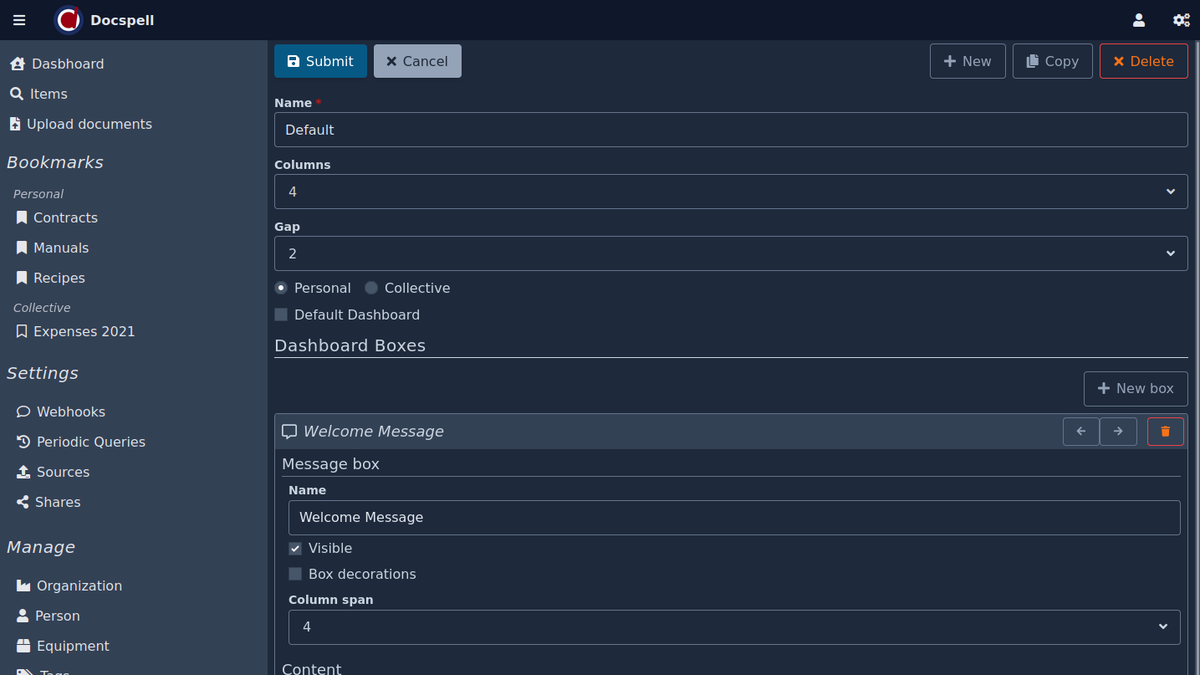 Docspell
Dasbhoard
Items
Upload documents
Bookmarks
Personal
Contracts
Manuals
Recipes
Collective
Expenses 2021
Settings
Webhooks
Periodic Queries
Sources
Shares
Manage
Organization
Person
Equipment
Tags
Submit
Cancel
New
Copy
Delete
Name *
Default
Columns
4
Gap
2
Personal
Collective
Default Dashboard
Dashboard Boxes
New box
Welcome Message
Message box
Name
Welcome Message
Visible
Box decorations
Column span
4
Content